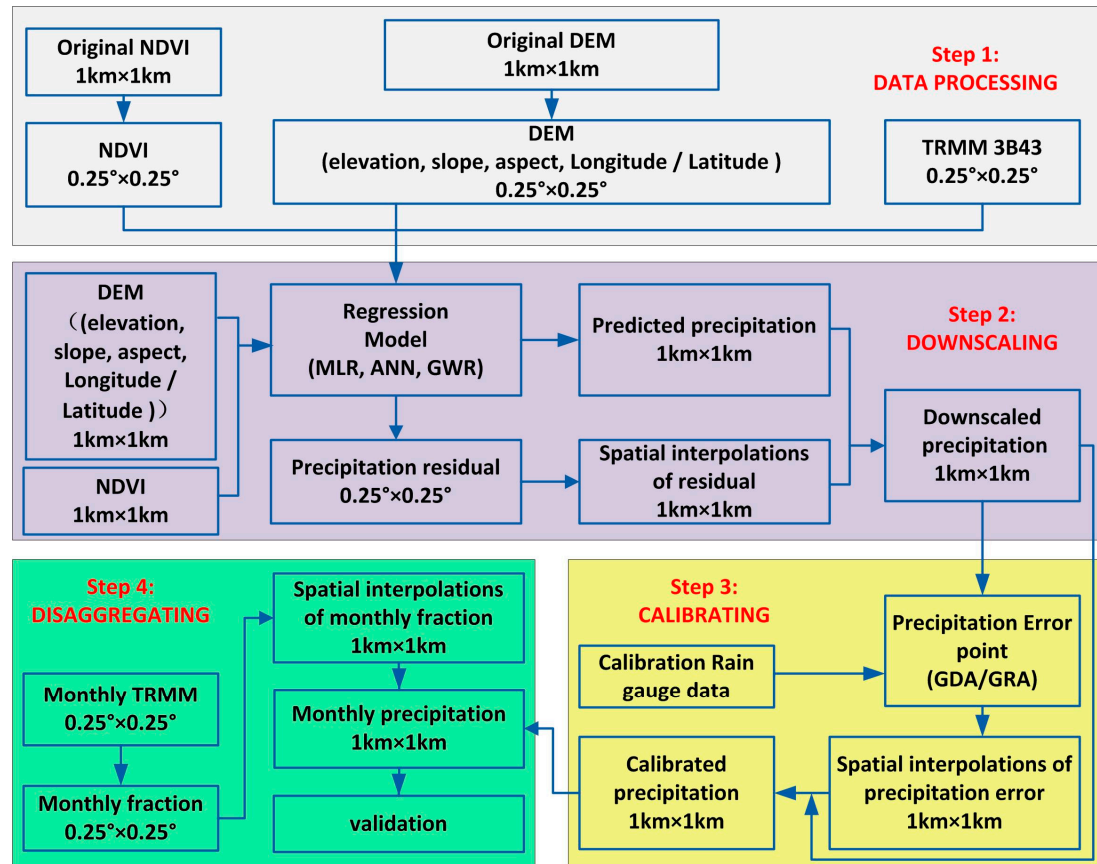 Original NDVI
1km×1km
Original DEM
1km×1km
Step 1:
DATA PROCESSING
NDVI
0.25°×0.25°
DEM
(elevation, slope, aspect, Longitude / Latitude )
0.25°×0.25°
TRMM 3B43
0.25°×0.25°
DEM
（(elevation,
slope, aspect,
Longitude /
Latitude )）
1km×1km
NDVI
1km×1km
Regression
Model
(MLR, ANN, GWR)
Predicted precipitation
1km×1km
Step 2:
DOWNSCALING
Precipitation residual
0.25°×0.25°
Spatial interpolations
of residual
1km×1km
Downscaled
precipitation
1km×1km
Step 4:
DISAGGREGATING
Spatial interpolations
of monthly fraction
1km×1km
Monthly TRMM
0.25°×0.25°
Monthly precipitation
1km×1km
Monthly fraction
0.25°×0.25°
validation
Step 3:
CALIBRATING
Precipitation Error
point
(GDA/GRA)
Calibration Rain
gauge data
Calibrated
precipitation
1km×1km
Spatial interpolations of
precipitation error
1km×1km